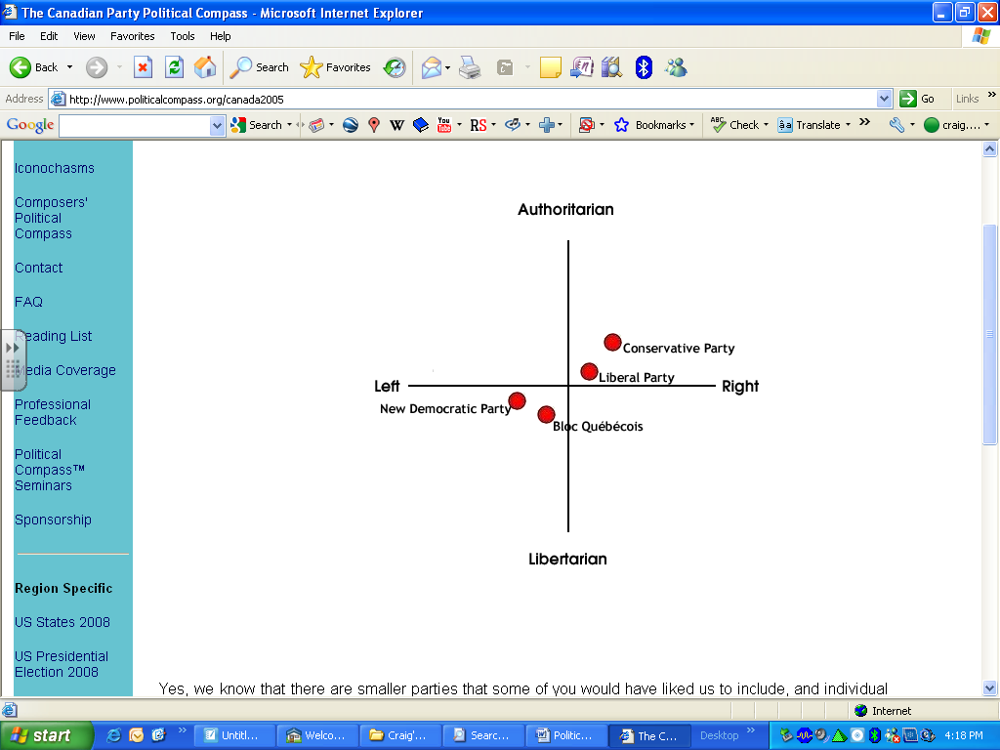 The Canadian Party Political Compass - Microsoft Internet Explorer
File Edit View Favorites Tools Help
Back Search Favorites
Address http://www.politicalcompass.org/canada2005 Go Links »
Google Search Bookmarks Check Translate » craig....
Iconochasms
Composers'
Political
Compass
Contact
FAQ
Reading List
Media Coverage
Professional
Feedback
Political
Compass™
Seminars
Sponsorship
Region Specific
US States 2008
US Presidential
Election 2008
Authoritarian
Conservative Party
Liberal Party
Left Right
New Democratic Party
Bloc Québécois
Libertarian
Yes, we know that there are smaller parties that some of you would have liked us to include, and individual
Internet
start » Untitl... Welco... Craig'... Searc... Politic... The C... Desktop » 4:18 PM